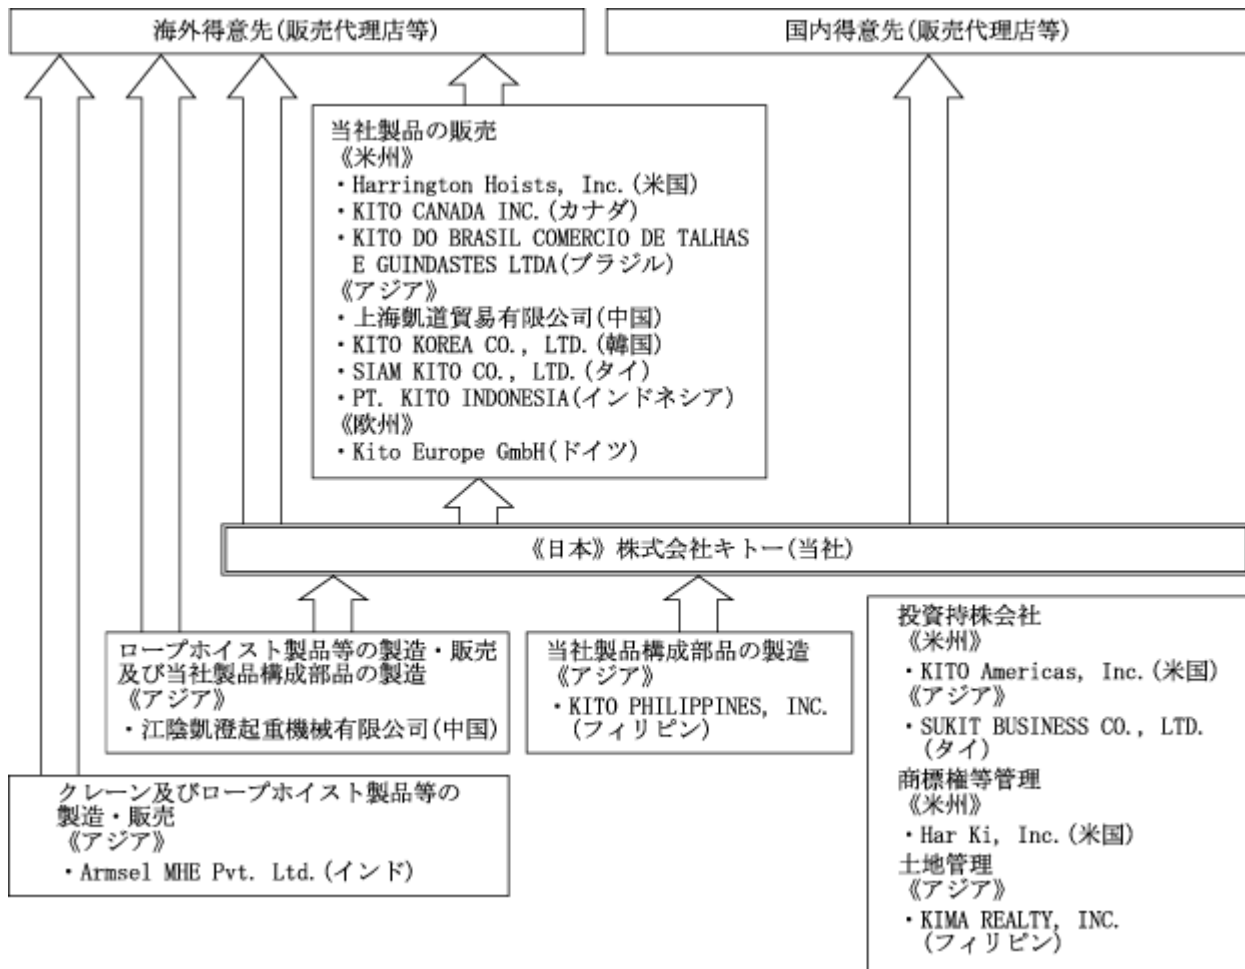 海外得意先(販売代理店等)
国内得意先(販売代理店等)
当社製品の販売
《米州》
・Harrington Hoists, Inc.(米国)
・KITO CANADA INC.(カナダ)
・KITO DO BRASIL COMERCIO DE TALHAS
E GUINDASTES LTDA(ブラジル)
《アジア》
・上海凱道貿易有限公司(中国)
・KITO KOREA CO., LTD.(韓国)
・SIAM KITO CO., LTD.(タイ)
・PT. KITO INDONESIA(インドネシア)
《欧州》
・Kito Europe GmbH(ドイツ)
《日本》株式会社キトー(当社)
ロープホイスト製品等の製造・販売
及び当社製品構成部品の製造
《アジア》
・江陰凱澄起重機械有限公司(中国)
当社製品構成部品の製造
《アジア》
・KITO PHILIPPINES, INC.
(フィリピン)
クレーン及びロープホイスト製品等の
製造・販売
《アジア》
・Armsel MHE Pvt. Ltd.(インド)
投資持株会社
《米州》
・KITO Americas, Inc.(米国)
《アジア》
・SUKIT BUSINESS CO., LTD.
(タイ)
商標権等管理
《米州》
・Har Ki, Inc.(米国)
土地管理
《アジア》
・KIMA REALTY, INC.
(フィリピン)